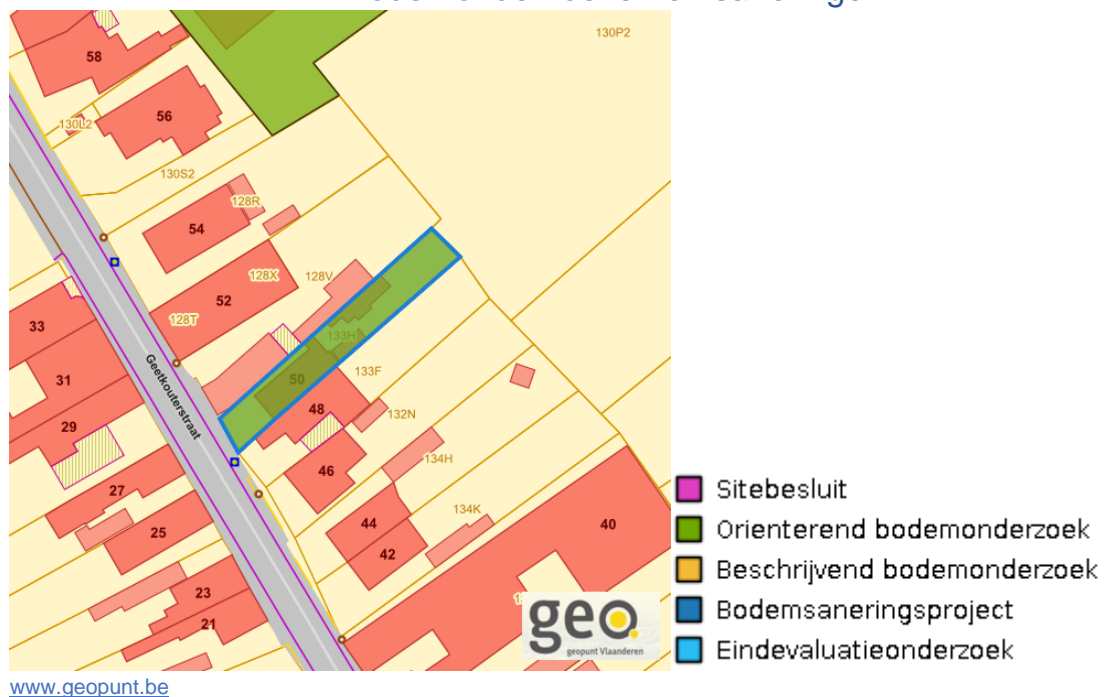 58
130P2
56
130L2
130S2
128R
54
128X
128V
52
128T
33
133H
31
50
133F
Geetkouterstraat
48
132N
29
46
134H
27
134K
44
40
25
42
23
21
geo.
geopunt Vlaanderen
Sitebesluit
Orienterend bodemonderzoek
Beschrijvend bodemonderzoek
Bodemsaneringsproject
Eindevaluatieonderzoek
www.geopunt.be